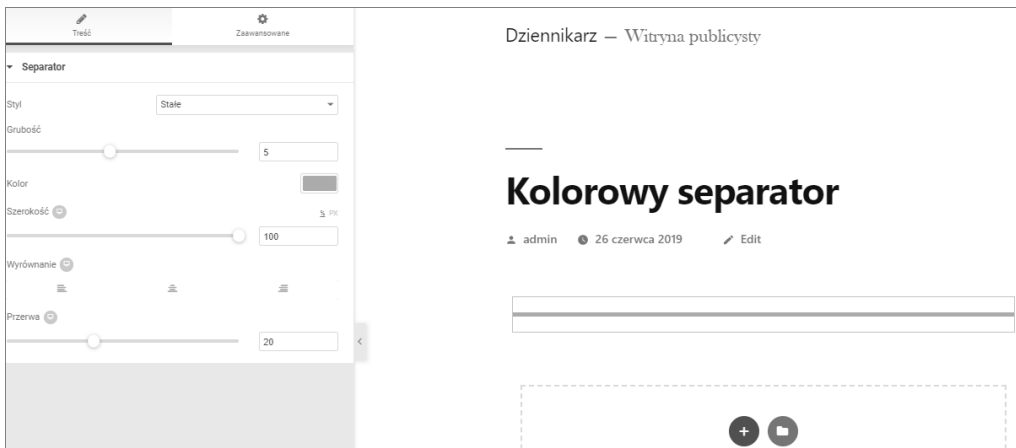 Treść
Zaawansowane
Separator
Styl
Stałe
Grubość
5
Kolor
Szerokość
% PX
100
Wyrównanie
Przerwa
20
Dziennikarz — Witryna publicysty
Kolorowy separator
admin 26 czerwca 2019 Edit